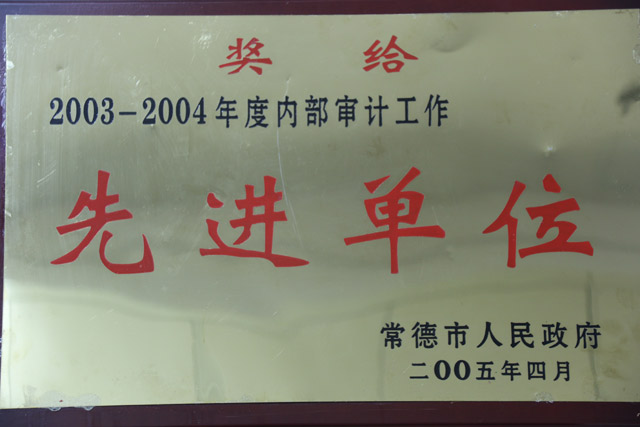 奖给
2003-2004年度内部审计工作
先进单位
常德市人民政府
二00五年四月